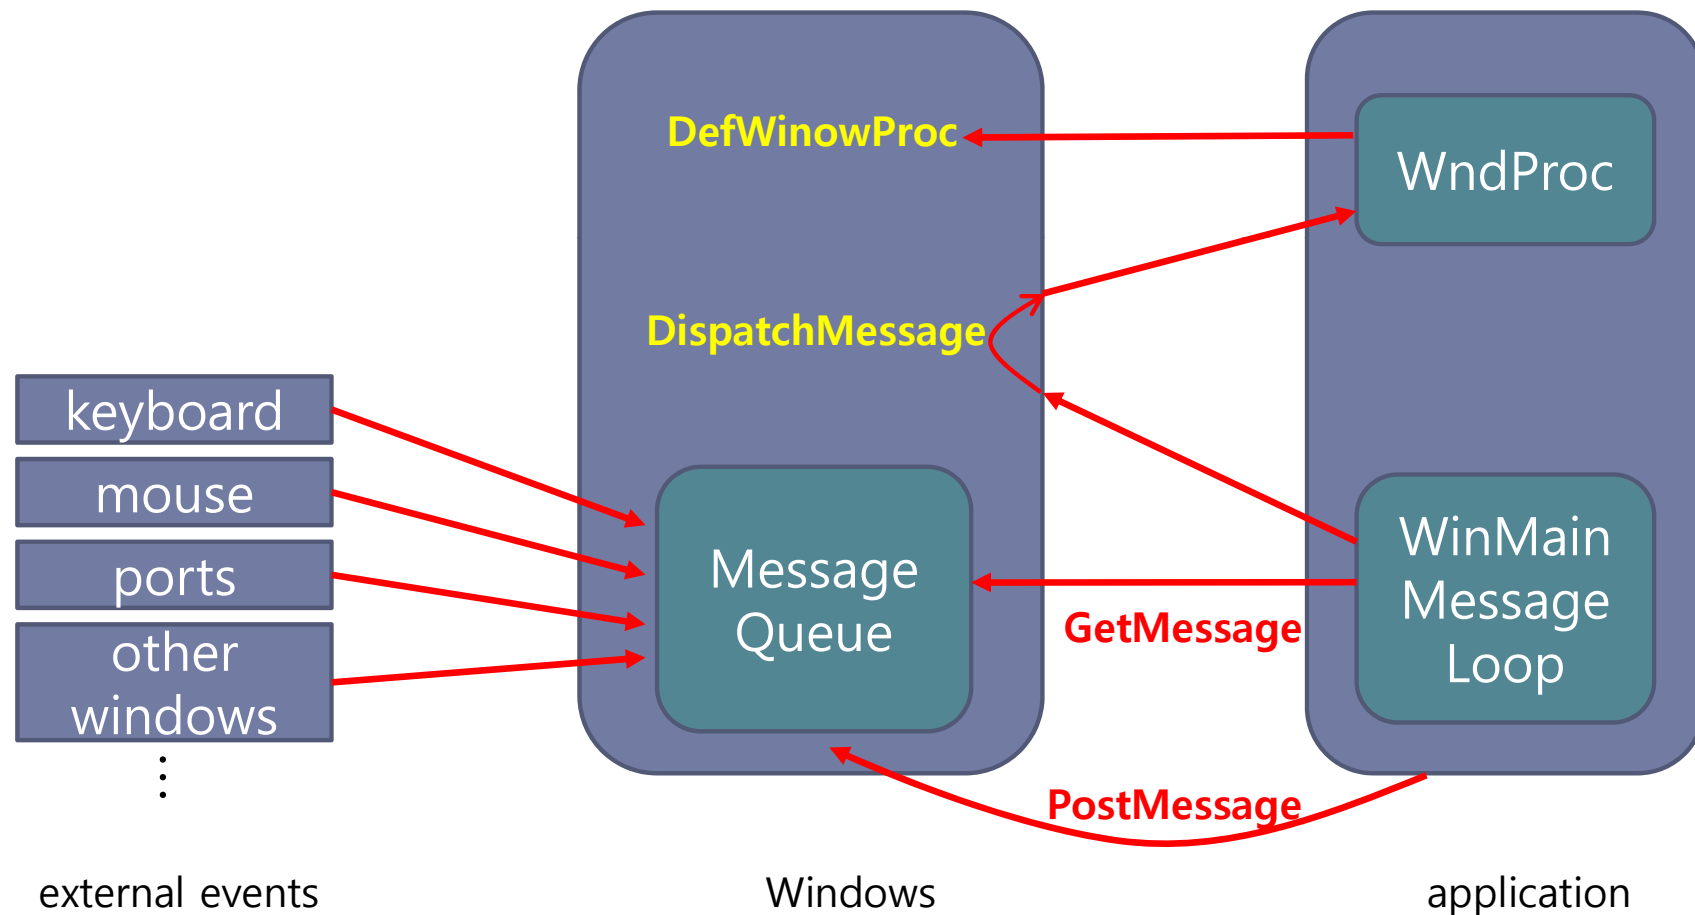 keyboard
mouse
ports
other
windows
DefWinowProc
DispatchMessage
Message
Queue
WndProc
WinMain
Message
Loop
GetMessage
PostMessage
external events
Windows
application